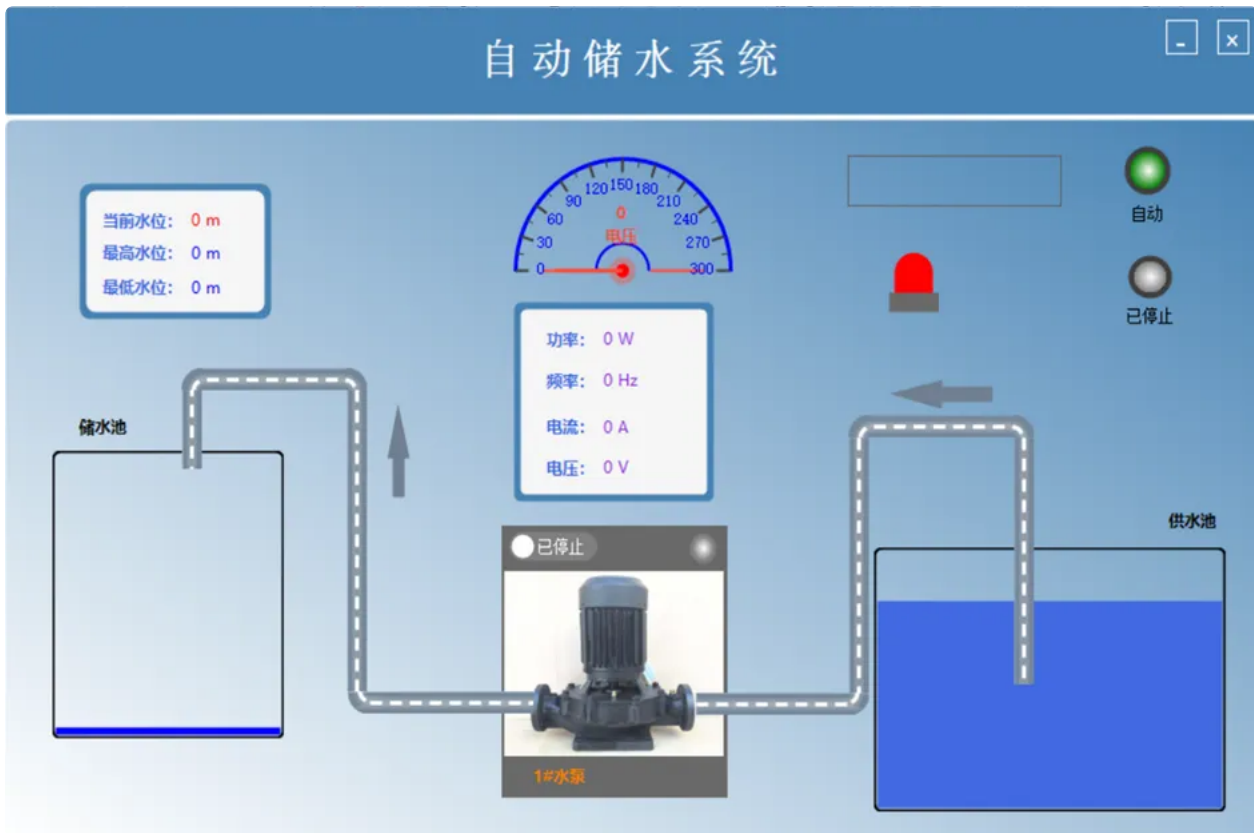 自动储水系统
- ×
当前水位： 0 m
最高水位： 0 m
最低水位： 0 m
0 30 60 90 120 150 180 210 240 270 300
0
电压
自动
已停止
功率： 0 W
频率： 0 Hz
电流： 0 A
电压： 0 V
储水池
供水池
已停止
1#水泵